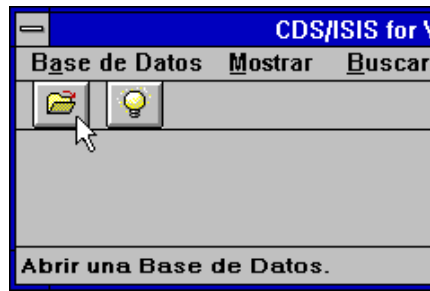 CDS/ISIS for
Base de Datos Mostrar Buscar
Abrir una Base de Datos.